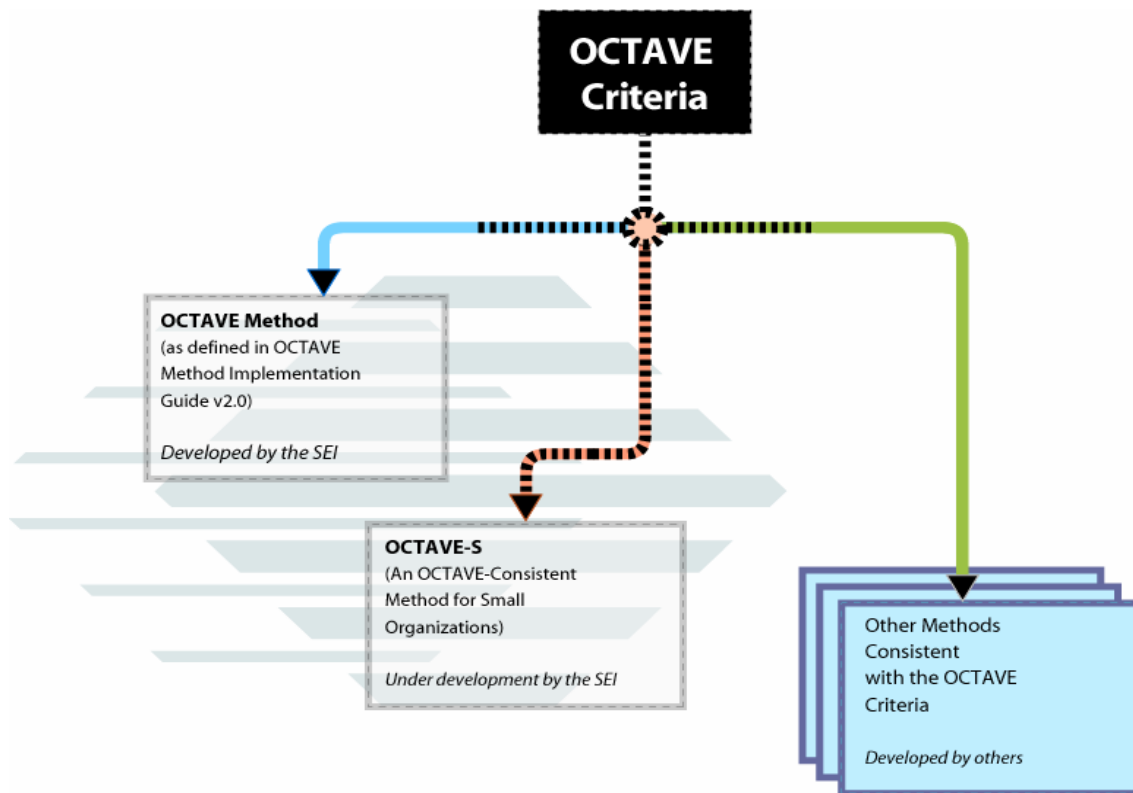 OCTAVE
Criteria
OCTAVE Method
(as defined in OCTAVE
Method Implementation
Guide v2.0)
Developed by the SEI
OCTAVE-S
(An OCTAVE-Consistent
Method for Small
Organizations)
Under development by the SEI
Other Methods
Consistent
with the OCTAVE
Criteria
Developed by others